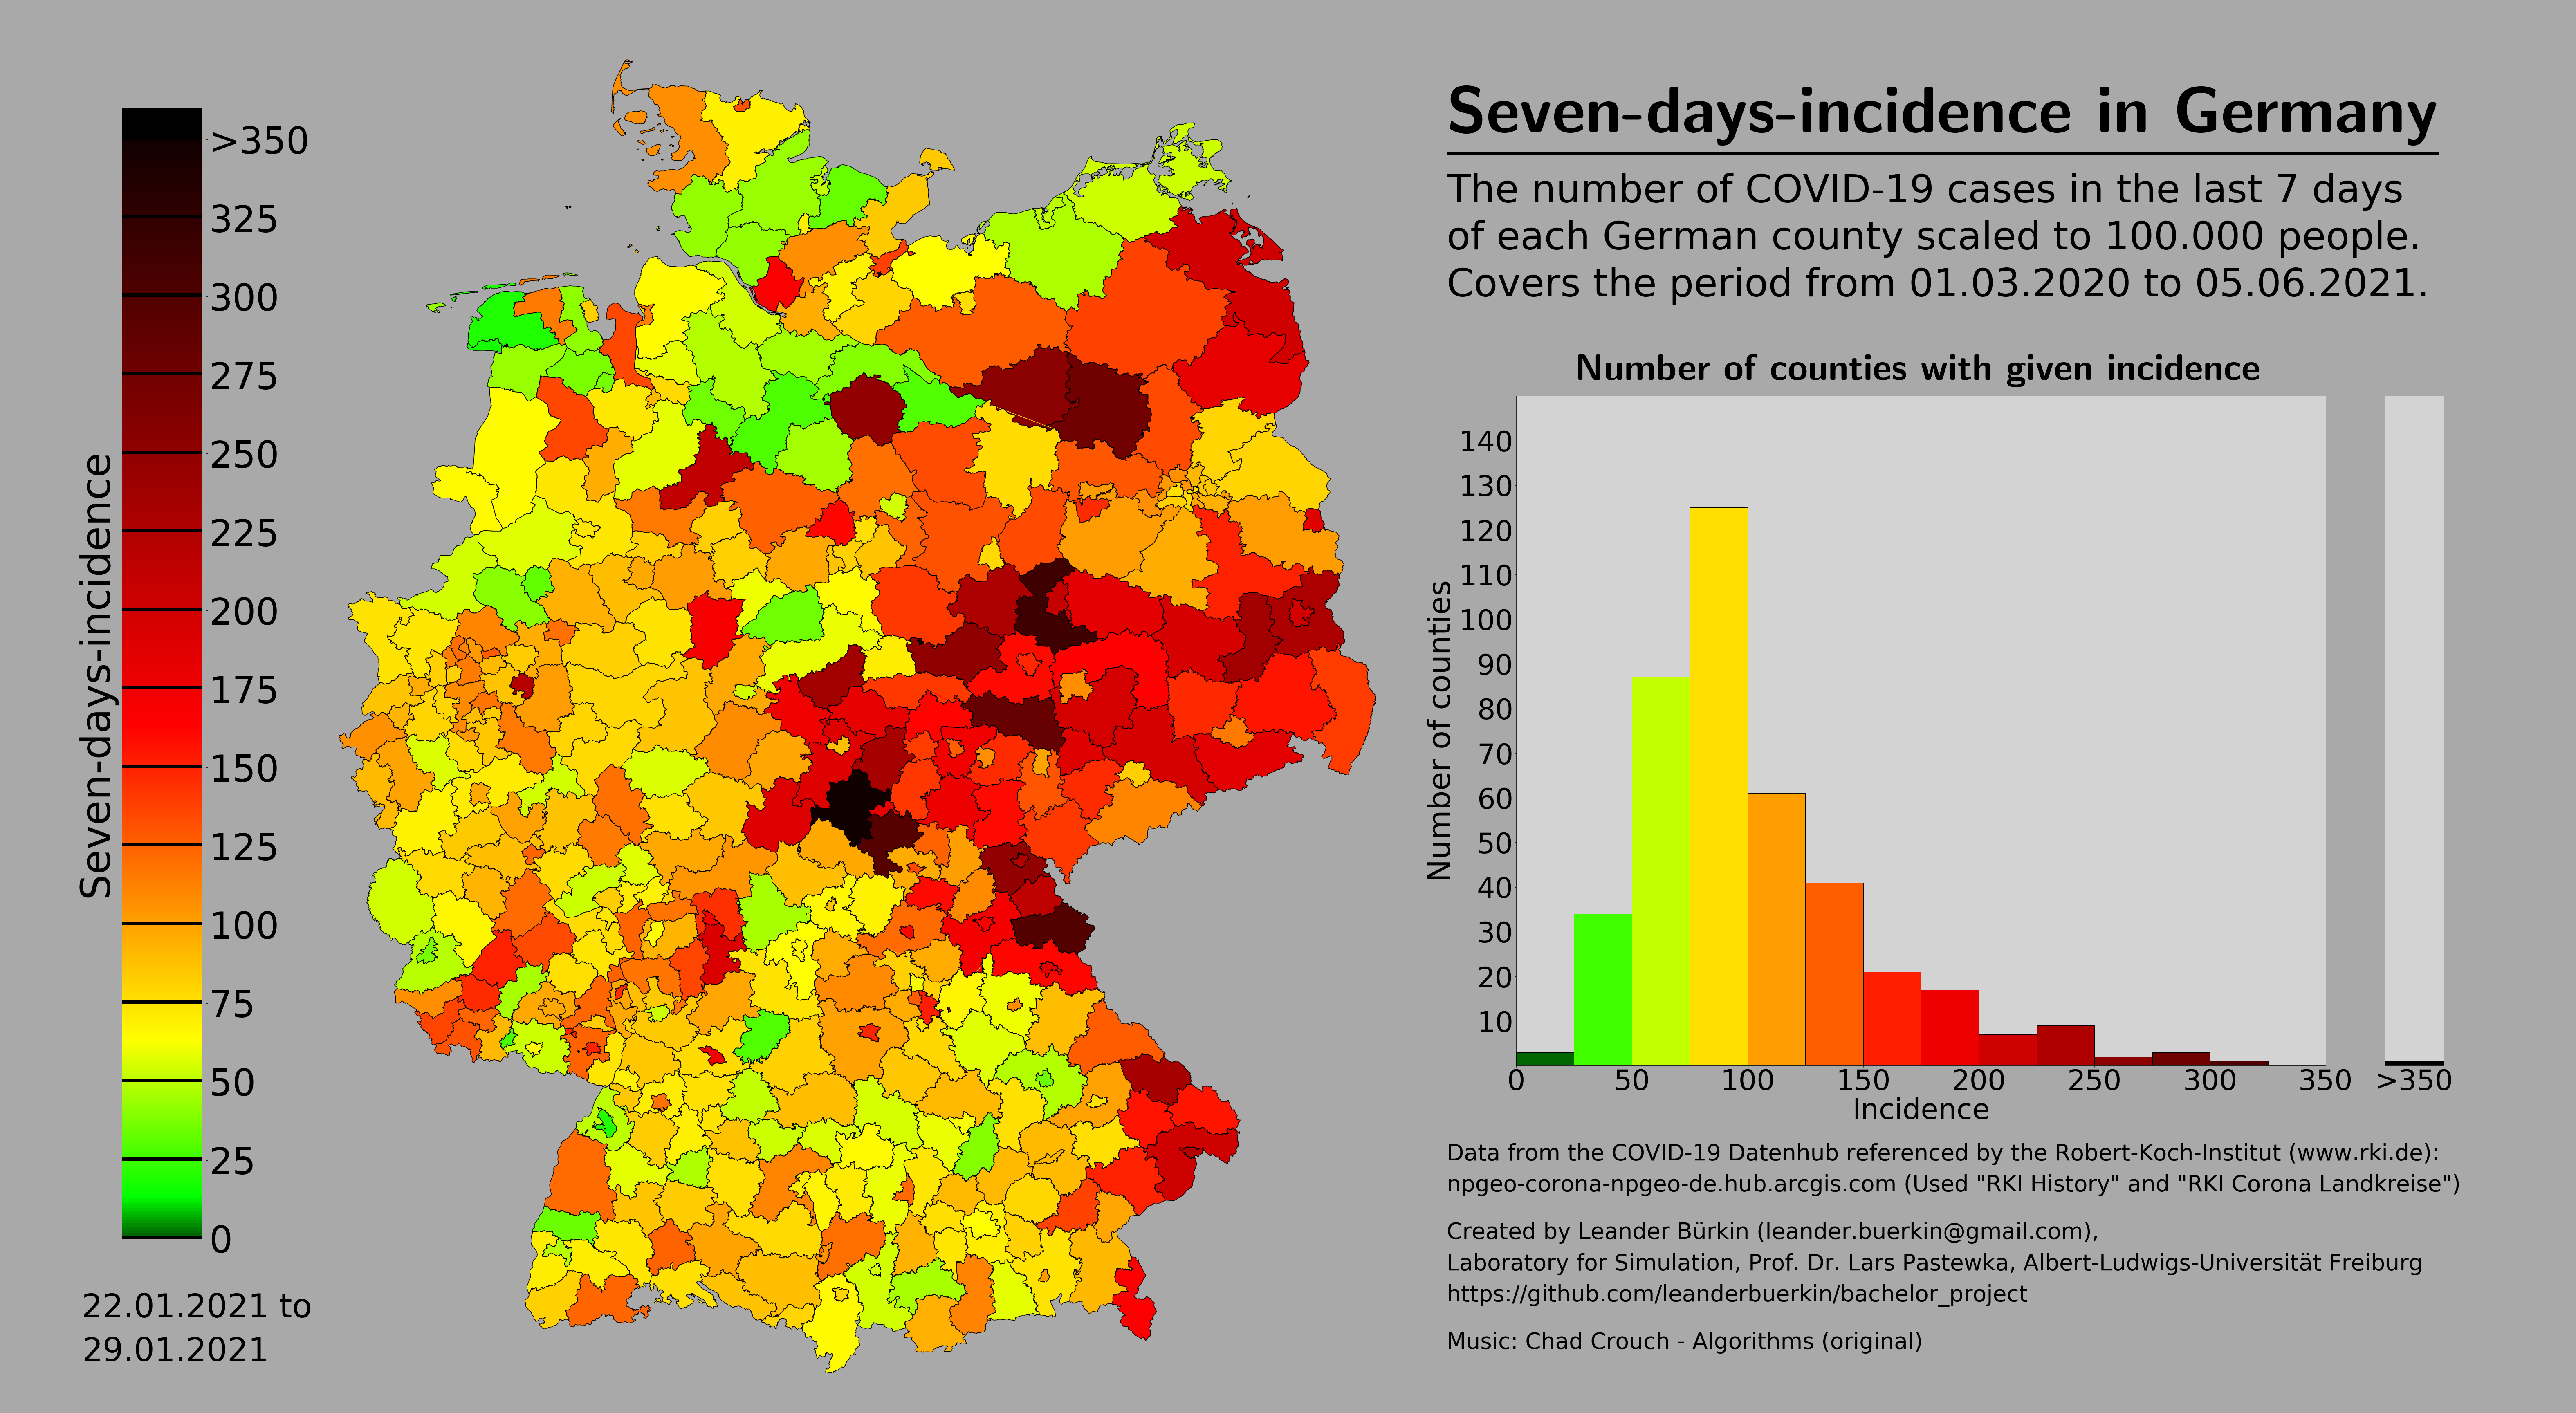 Seven-days-incidence
>350
325
300
275
250
225
200
175
150
125
100
75
50
25
0
22.01.2021 to
29.01.2021
Seven-days-incidence in Germany
The number of COVID-19 cases in the last 7 days
of each German county scaled to 100.000 people.
Covers the period from 01.03.2020 to 05.06.2021.
Number of counties with given incidence
Number of counties
140
130
120
110
100
90
80
70
60
50
40
30
20
10
0 50 100 150 200 250 300 350 >350
Incidence
Data from the COVID-19 Datenhub referenced by the Robert-Koch-Institut (www.rki.de):
npgeo-corona-npgeo-de.hub.arcgis.com (Used "RKI History" and "RKI Corona Landkreise")
Created by Leander Bürkin (leander.buerkin@gmail.com),
Laboratory for Simulation, Prof. Dr. Lars Pastewka, Albert-Ludwigs-Universität Freiburg
https://github.com/leanderbuerkin/bachelor_project
Music: Chad Crouch - Algorithms (original)